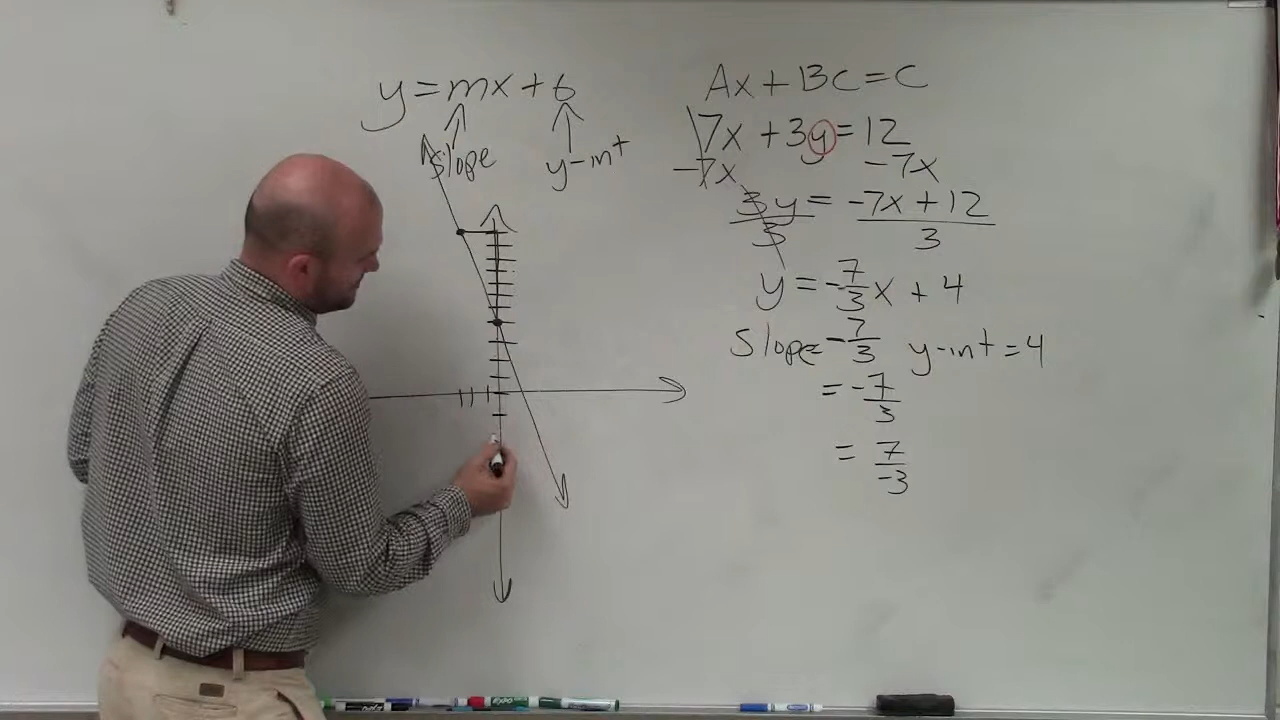 y = mx + b
slope
y-int
Ax + BC = C
7x + 3y = 12
-7x -7x
3y = -7x + 12
3 3
y = -7/3 x + 4
Slope = -7/3 y-int = 4
= -7/3
= 7/-3